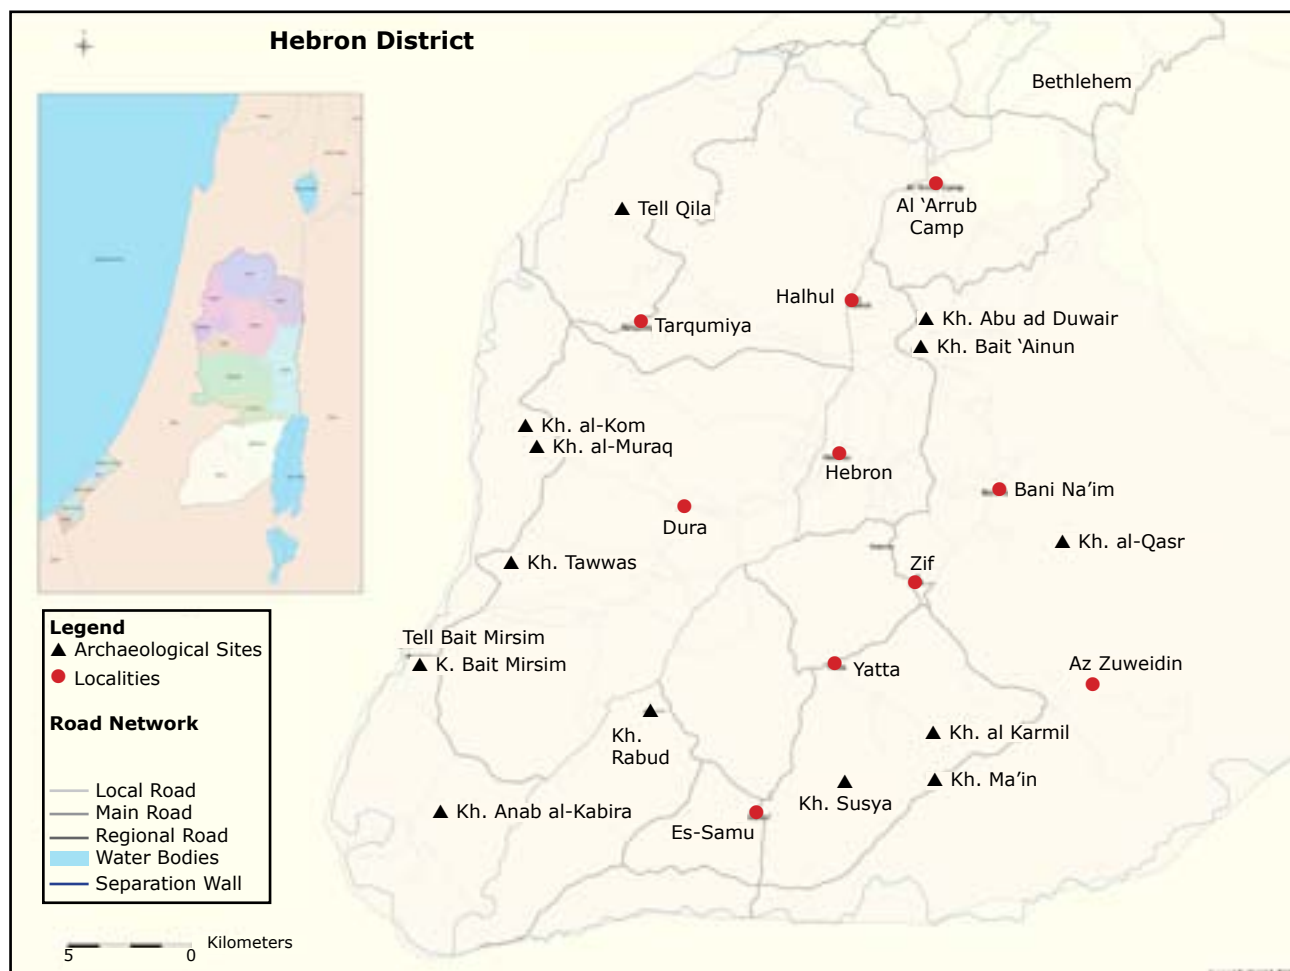 Hebron District
Bethlehem
Al ‘Arrub
Camp
Tell Qila
Halhul
Tarqumiya
Kh. Abu ad Duwair
Kh. Bait ‘Ainun
Kh. al-Kom
Kh. al-Muraq
Hebron
Bani Na’im
Dura
Kh. al-Qasr
Kh. Tawwas
Zif
Tell Bait Mirsim
K. Bait Mirsim
Yatta
Az Zuweidin
Kh.
Rabud
Kh. al Karmil
Kh. Ma’in
Kh. Susya
Kh. Anab al-Kabira
Es-Samu
Legend
Archaeological Sites
Localities
Road Network
Local Road
Main Road
Regional Road
Water Bodies
Separation Wall
Kilometers
5 0